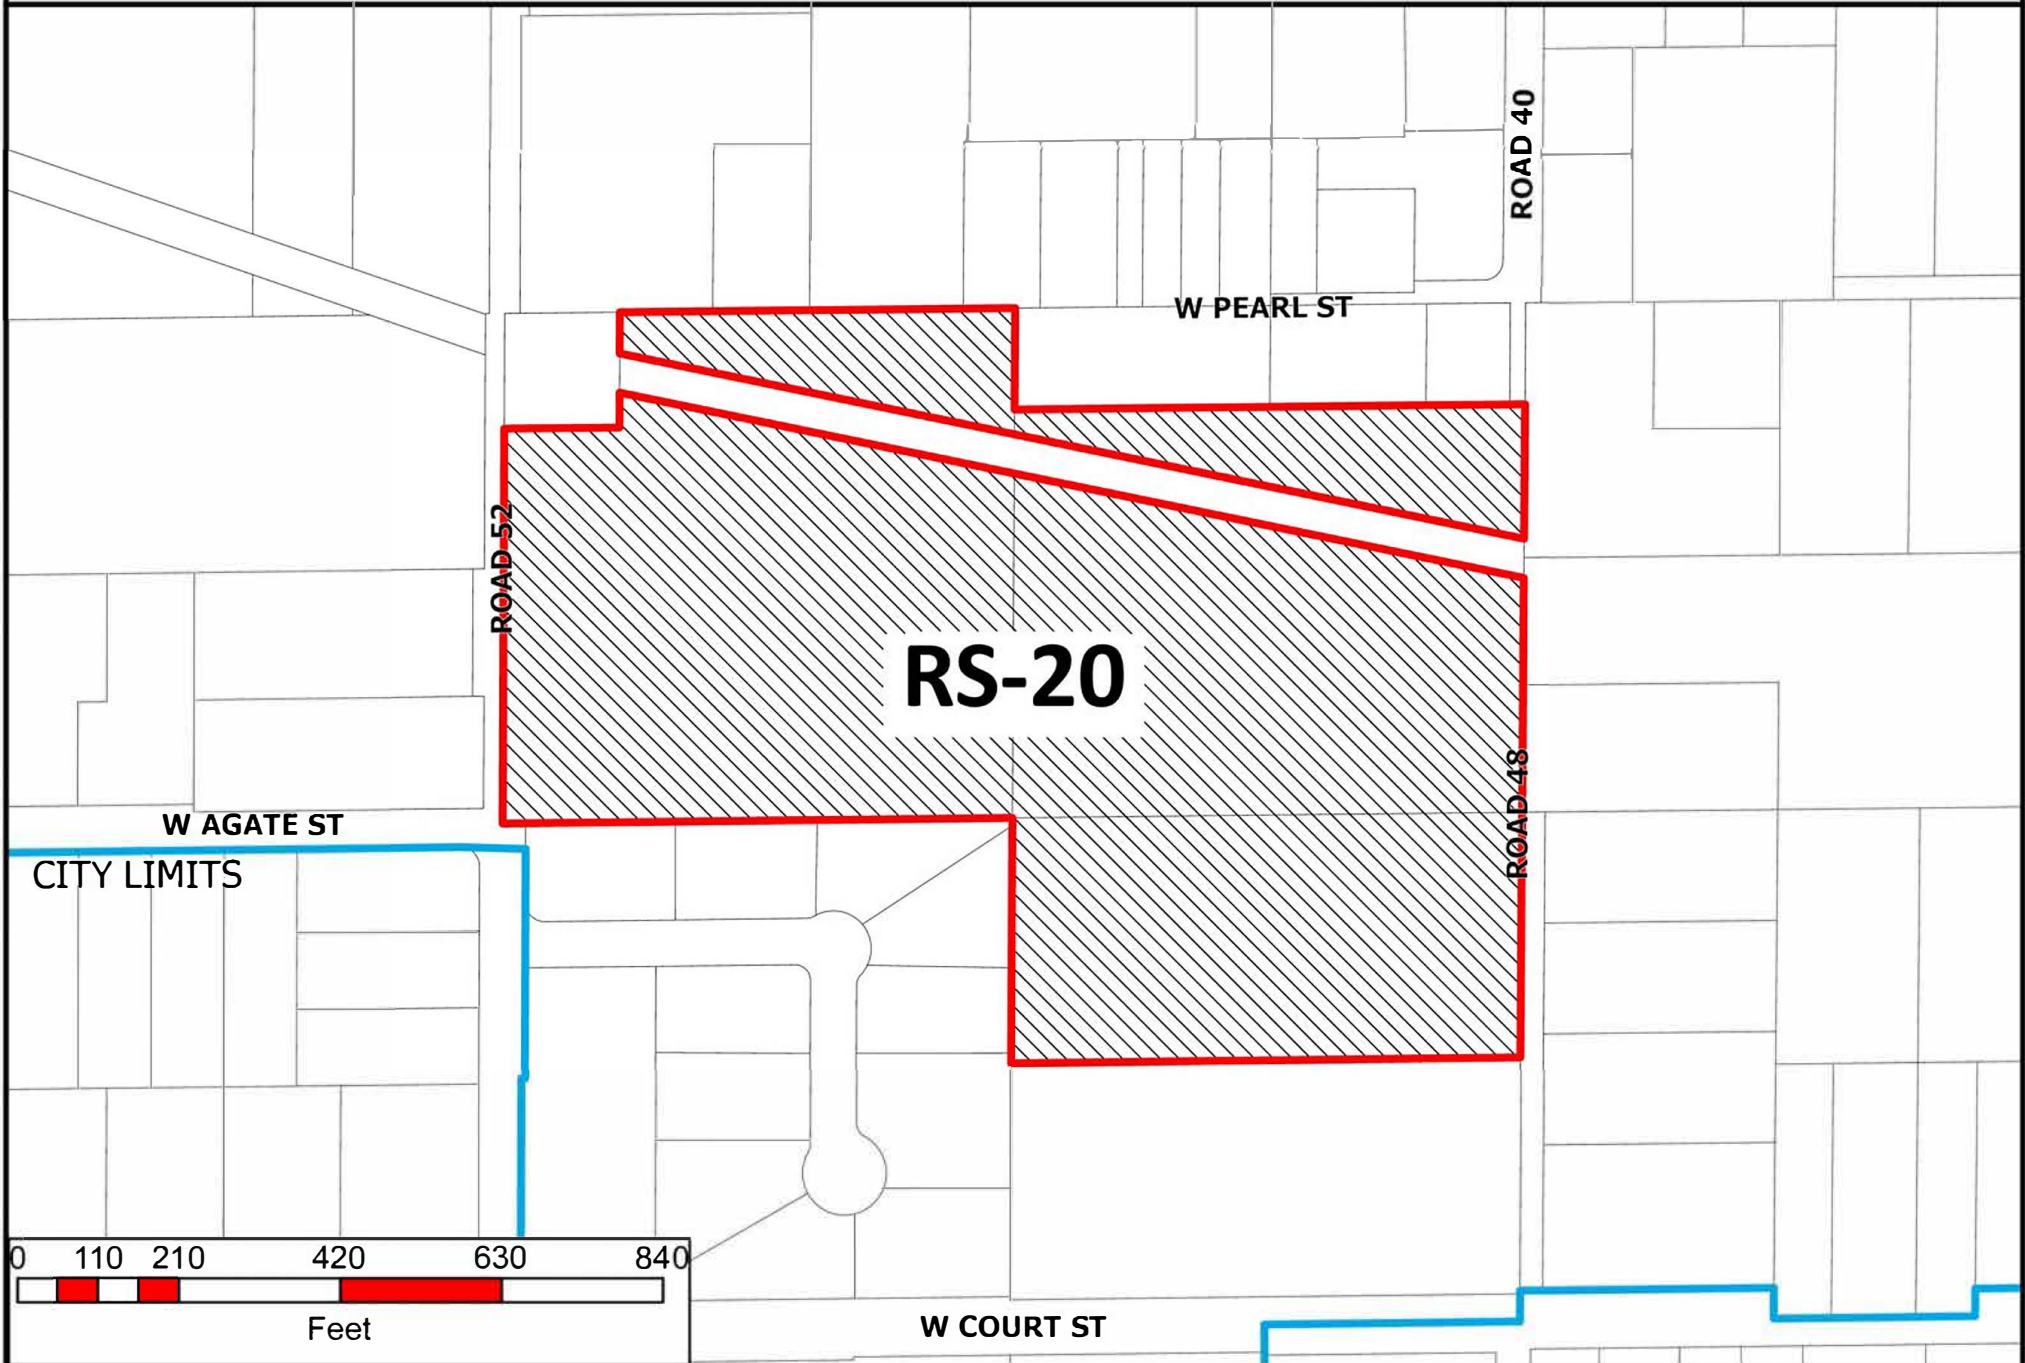 ROAD 40
W PEARL ST
ROAD 52
RS-20
ROAD 48
W AGATE ST
CITY LIMITS
0 110 210 420 630 840
Feet
W COURT ST